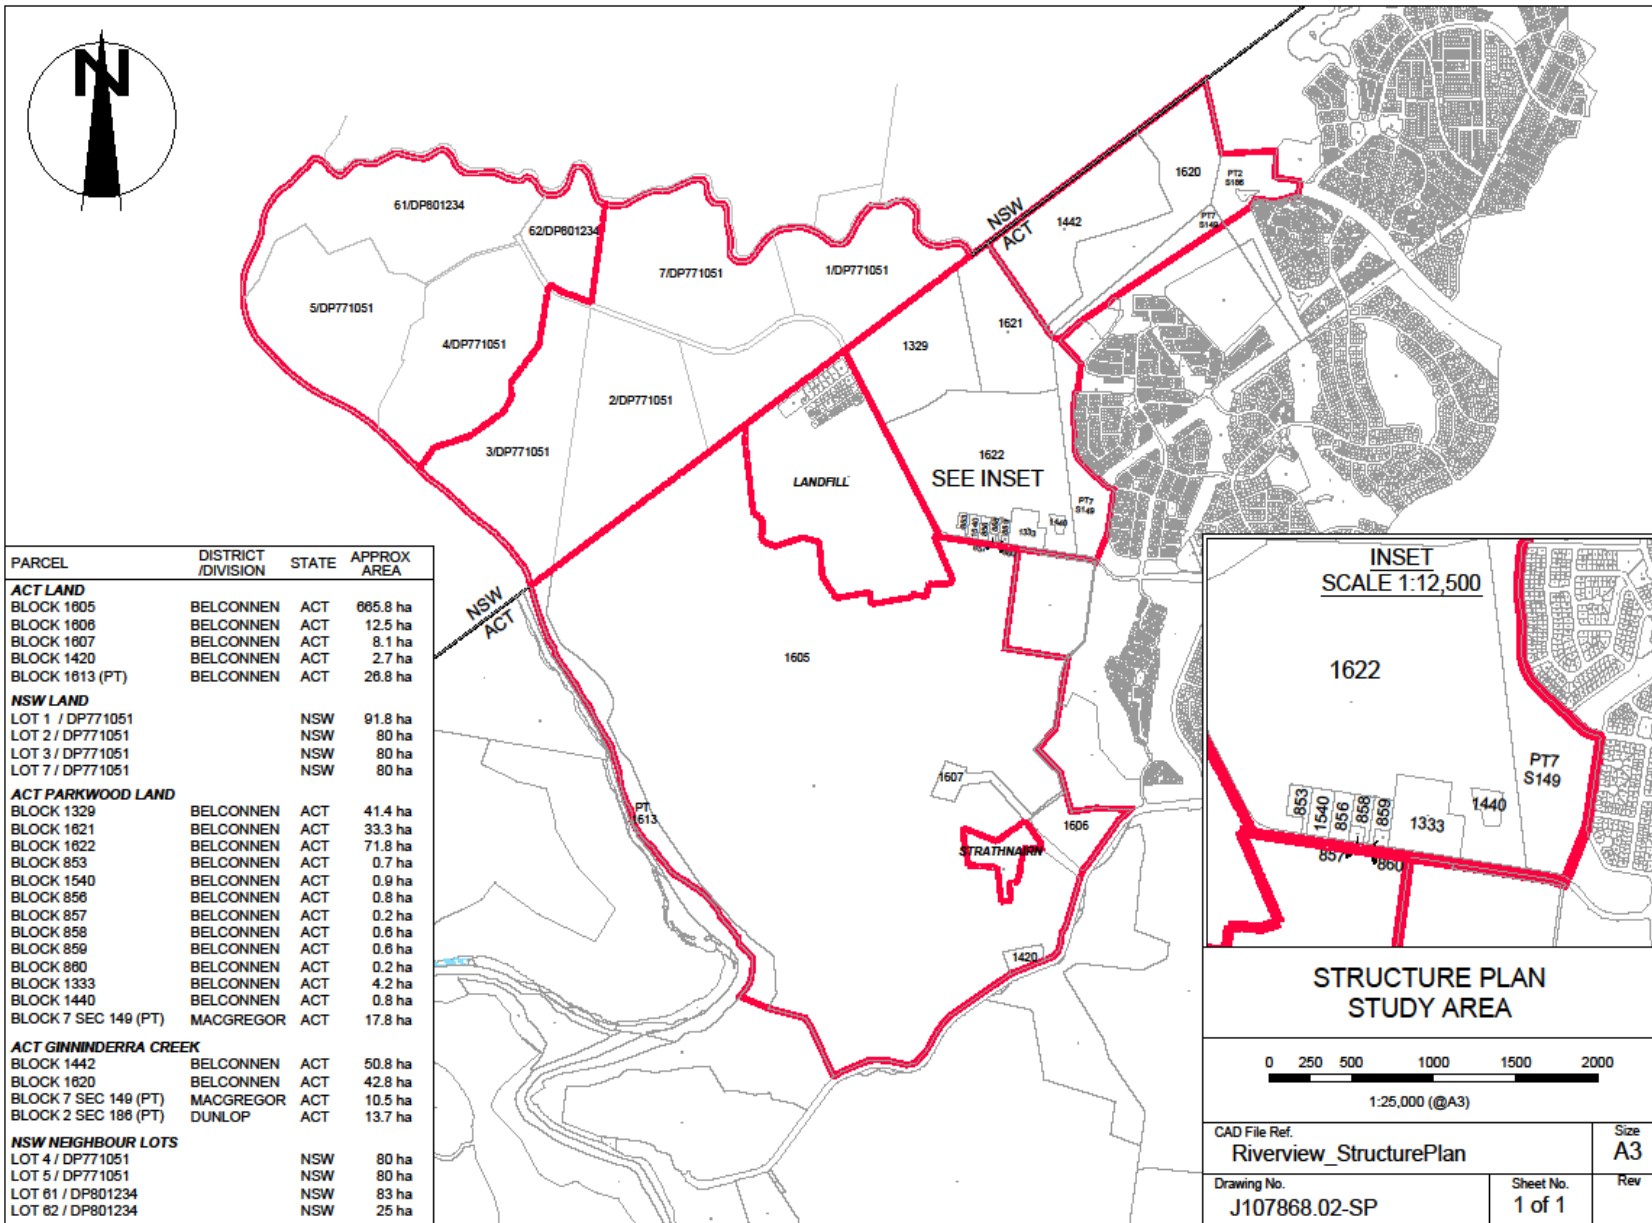 N
61/DP801234
62/DP801234
7/DP771051
1/DP771051
5/DP771051
4/DP771051
2/DP771051
3/DP771051
NSW
ACT
1442
1620
PT2
S186
PT7
S149
1621
1329
1622
SEE INSET
LANDFILL
PT7
S149
853
1540
856
858
859
1333
1440
857
860
NSW
ACT
1605
1607
1606
STRATHNAIRN
1420
PT
1613
PARCEL DISTRICT /DIVISION STATE APPROX AREA
ACT LAND
BLOCK 1605 BELCONNEN ACT 665.8 ha
BLOCK 1606 BELCONNEN ACT 12.5 ha
BLOCK 1607 BELCONNEN ACT 8.1 ha
BLOCK 1420 BELCONNEN ACT 2.7 ha
BLOCK 1613 (PT) BELCONNEN ACT 26.8 ha
NSW LAND
LOT 1 / DP771051 NSW 91.8 ha
LOT 2 / DP771051 NSW 80 ha
LOT 3 / DP771051 NSW 80 ha
LOT 7 / DP771051 NSW 80 ha
ACT PARKWOOD LAND
BLOCK 1329 BELCONNEN ACT 41.4 ha
BLOCK 1621 BELCONNEN ACT 33.3 ha
BLOCK 1622 BELCONNEN ACT 71.8 ha
BLOCK 853 BELCONNEN ACT 0.7 ha
BLOCK 1540 BELCONNEN ACT 0.9 ha
BLOCK 856 BELCONNEN ACT 0.8 ha
BLOCK 857 BELCONNEN ACT 0.2 ha
BLOCK 858 BELCONNEN ACT 0.6 ha
BLOCK 859 BELCONNEN ACT 0.6 ha
BLOCK 860 BELCONNEN ACT 0.2 ha
BLOCK 1333 BELCONNEN ACT 4.2 ha
BLOCK 1440 BELCONNEN ACT 0.8 ha
BLOCK 7 SEC 149 (PT) MACGREGOR ACT 17.8 ha
ACT GINNINDERRA CREEK
BLOCK 1442 BELCONNEN ACT 50.8 ha
BLOCK 1620 BELCONNEN ACT 42.8 ha
BLOCK 7 SEC 149 (PT) MACGREGOR ACT 10.5 ha
BLOCK 2 SEC 186 (PT) DUNLOP ACT 13.7 ha
NSW NEIGHBOUR LOTS
LOT 4 / DP771051 NSW 80 ha
LOT 5 / DP771051 NSW 80 ha
LOT 61 / DP801234 NSW 83 ha
LOT 62 / DP801234 NSW 25 ha
INSET
SCALE 1:12,500
1622
PT7
S149
853
1540
856
858
859
1333
1440
857
860
STRUCTURE PLAN
STUDY AREA
0 250 500 1000 1500 2000
1:25,000 (@A3)
CAD File Ref.
Riverview_StructurePlan
Size
A3
Drawing No.
J107868.02-SP
Sheet No.
1 of 1
Rev